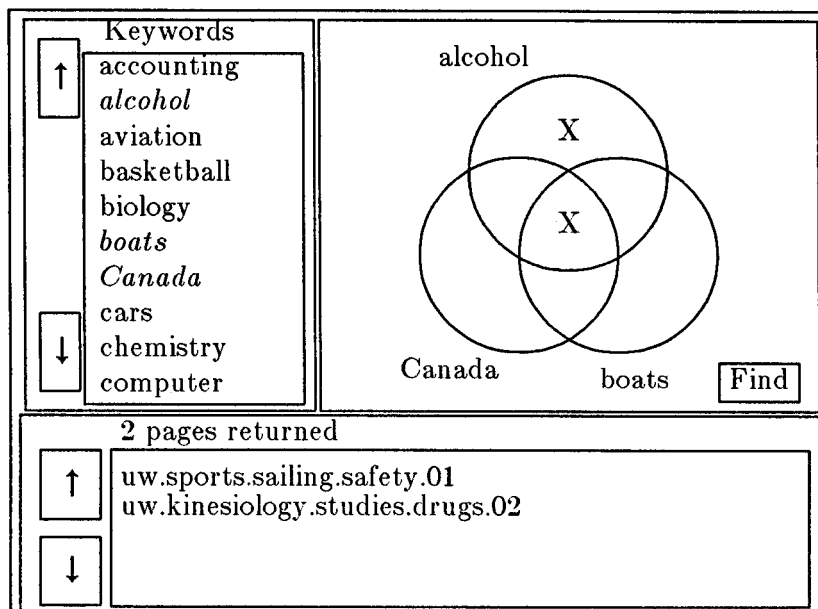 Keywords
↑
accounting
alcohol
aviation
basketball
biology
boats
Canada
cars
chemistry
computer
↓
alcohol
X
X
Canada
boats
Find
2 pages returned
↑
uw.sports.sailing.safety.01
uw.kinesiology.studies.drugs.02
↓